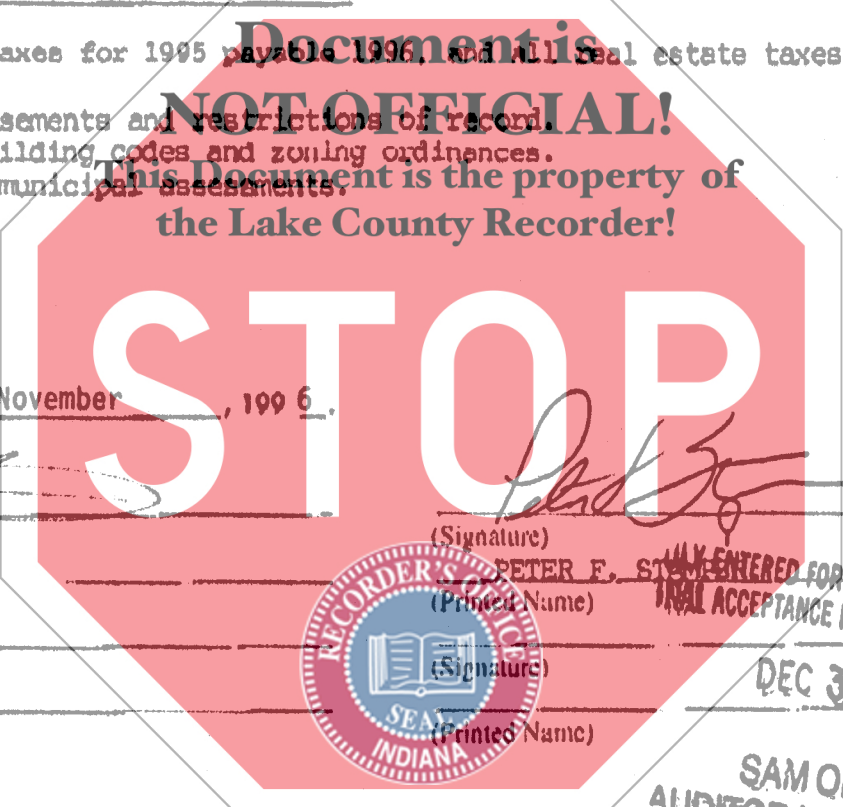 Document is
axes for 1995 payable 1996, and all real estate taxes
NOT OFFICIAL!
sements and restrictions of record.
ilding codes and zoning ordinances.
This Document is the property of
municipal assessments.
the Lake County Recorder!
STOP
November , 199 6 .
(Signature)
PETER F.
ENTERED FOR
(Printed Name)
ACCEPTANCE
(Signature)
DEC 3
(Printed Name)
RECORDER'S OFFICE
SEAL
INDIANA
SAM